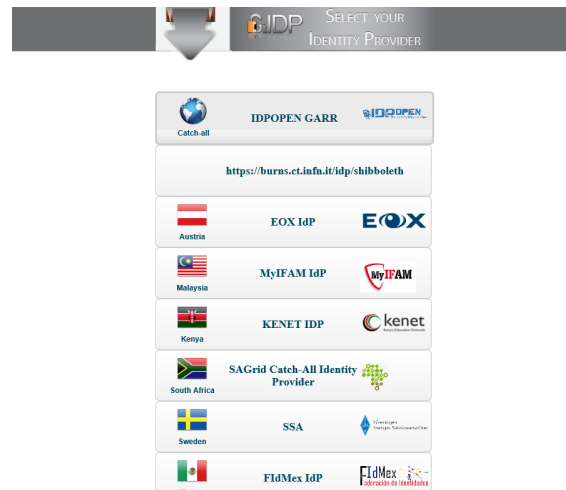 G.IDP
SELECT YOUR
IDENTITY PROVIDER
Catch-all
IDPOPEN GARR
IDPOPEN
https://burns.ct.infn.it/idp/shibboleth
Austria
EOX IdP
EOX
Malaysia
MyIFAM IdP
MyIFAM
Kenya
KENET IDP
kenet
South Africa
SAGrid Catch-All Identity
Provider
Sweden
SSA
FIdMex IdP
FIdMex
Federación de Identidades